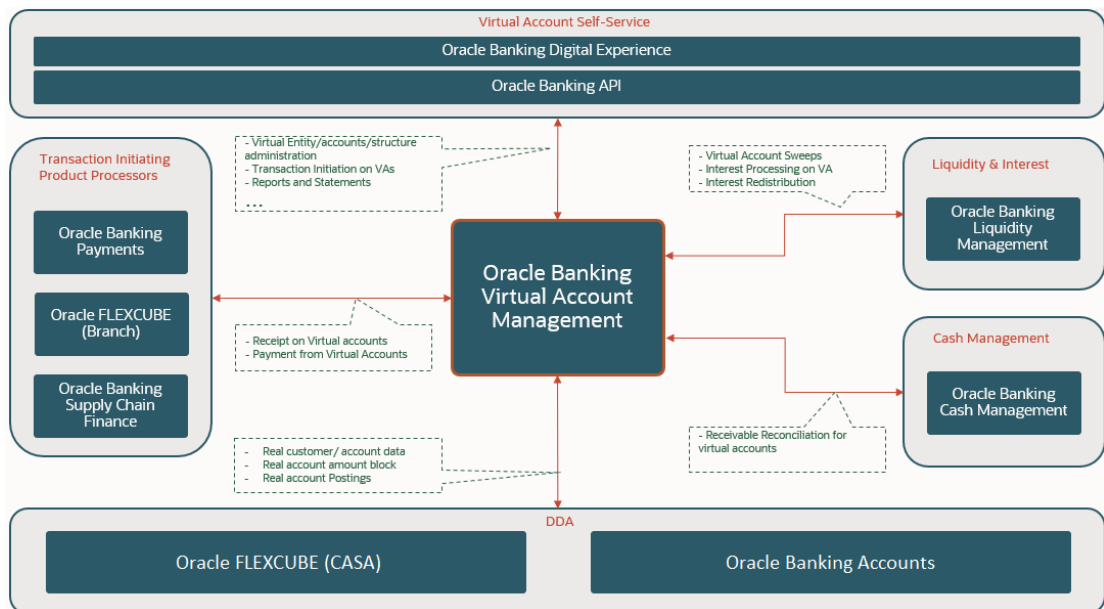 Virtual Account Self-Service
Oracle Banking Digital Experience
Oracle Banking API
Transaction Initiating
Product Processors
Oracle Banking
Payments
Oracle FLEXCUBE
(Branch)
Oracle Banking
Supply Chain
Finance
- Virtual Entity/accounts/structure
administration
- Transaction Initiation on VAs
- Reports and Statements
...
- Receipt on Virtual accounts
- Payment from Virtual Accounts
Oracle Banking
Virtual Account
Management
- Virtual Account Sweeps
- Interest Processing on VA
- Interest Redistribution
Liquidity & Interest
Oracle Banking
Liquidity
Management
Cash Management
Oracle Banking
Cash Management
- Receivable Reconciliation for
virtual accounts
- Real customer/ account data
- Real account amount block
- Real account Postings
DDA
Oracle FLEXCUBE (CASA)
Oracle Banking Accounts